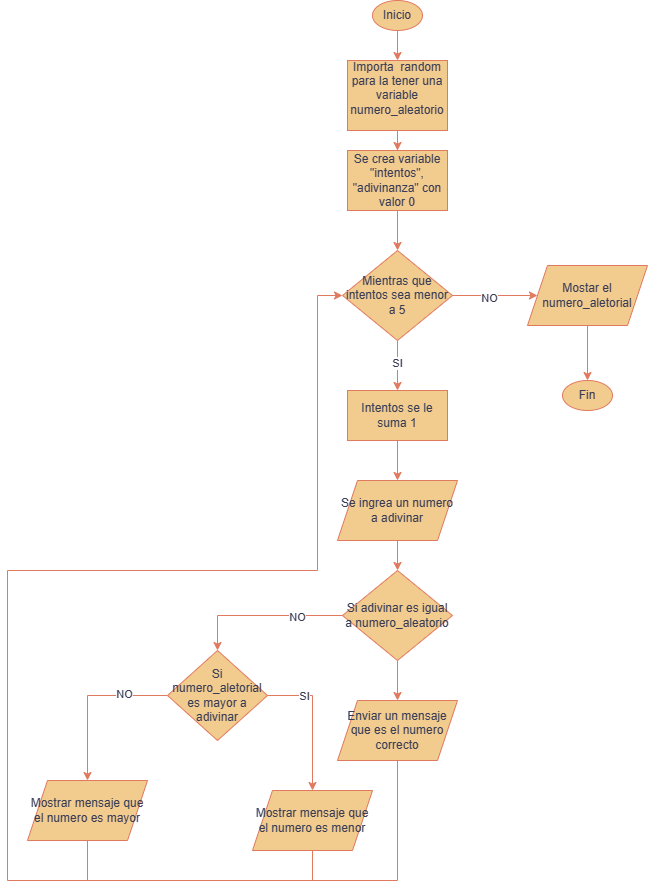 Inicio
Importa random
para la tener una
variable
numero_aleatorio
Se crea variable
"intentos",
"adivinanza" con
valor 0
Mientras que
intentos sea menor
a 5
NO
Mostar el
numero_aletorial
Fin
SI
Intentos se le
suma 1
Se ingrea un numero
a adivinar
Si adivinar es igual
a numero_aleatorio
NO
Si
numero_aletorial
es mayor a
adivinar
NO
SI
Enviar un mensaje
que es el numero
correcto
Mostrar mensaje que
el numero es mayor
Mostrar mensaje que
el numero es menor